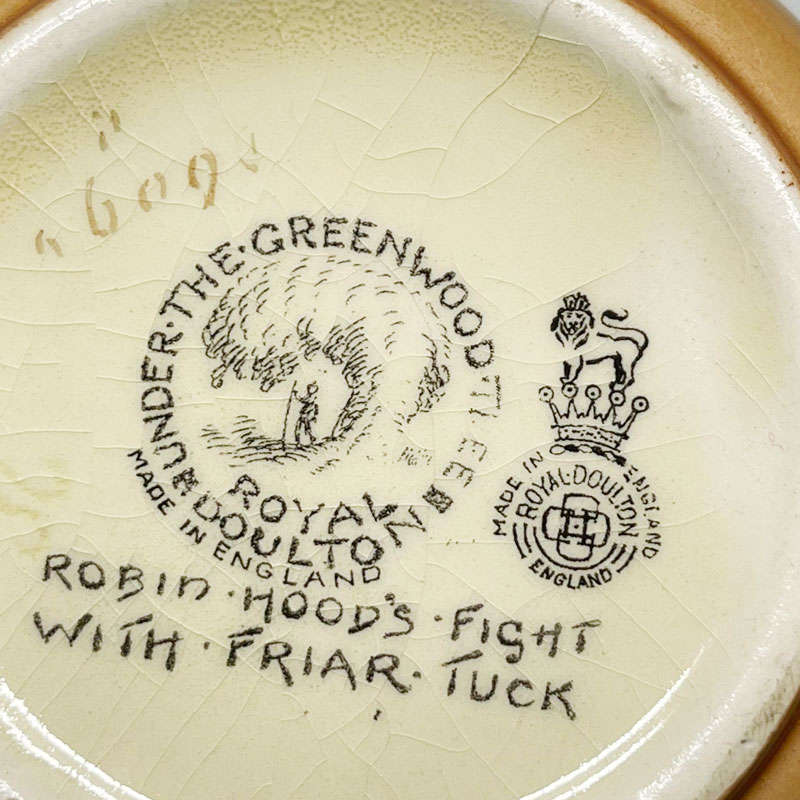 UNDER·THE·GREENWOOD TREE
ROYAL
DOULTON
MADE IN ENGLAND
MADE IN ENGLAND
ROYAL·DOULTON
ENGLAND
ROBIN·HOOD'S·FIGHT
WITH·FRIAR·TUCK